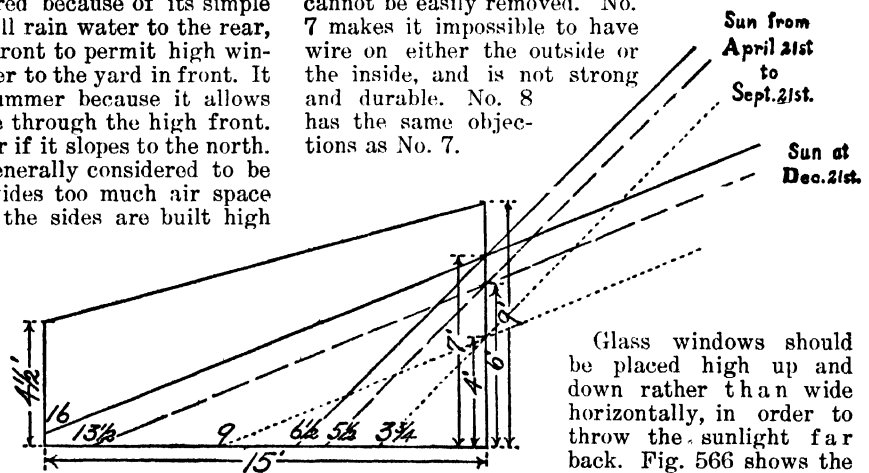 red because of its simple
ll rain water to the rear,
ront to permit high win-
er to the yard in front. It
ummer because it allows
e through the high front.
r if it slopes to the north.
enerally considered to be
vides too much air space
the sides are built high
cannot be easily removed. No.
7 makes it impossible to have
wire on either the outside or
the inside, and is not strong
and durable. No. 8
has the same objec-
tions as No. 7.
Sun from
April 21st
to
Sept. 21st.
Sun at
Dec. 21st.
4½'
16
13½
9
6½
5½
3¾
7'
4'
6'
9'
15'
Glass windows should
be placed high up and
down rather than wide
horizontally, in order to
throw the sunlight far
back. Fig. 566 shows the